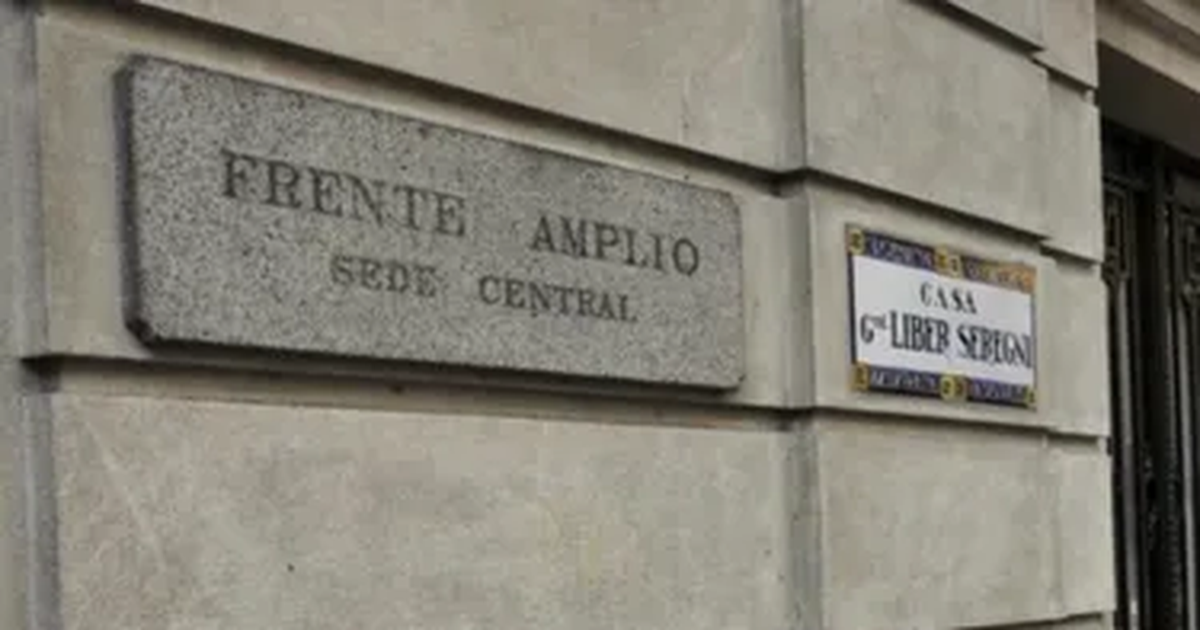 FRENTE AMPLIO
SEDE CENTRAL
CASA
Gral LIBER SEREGNI